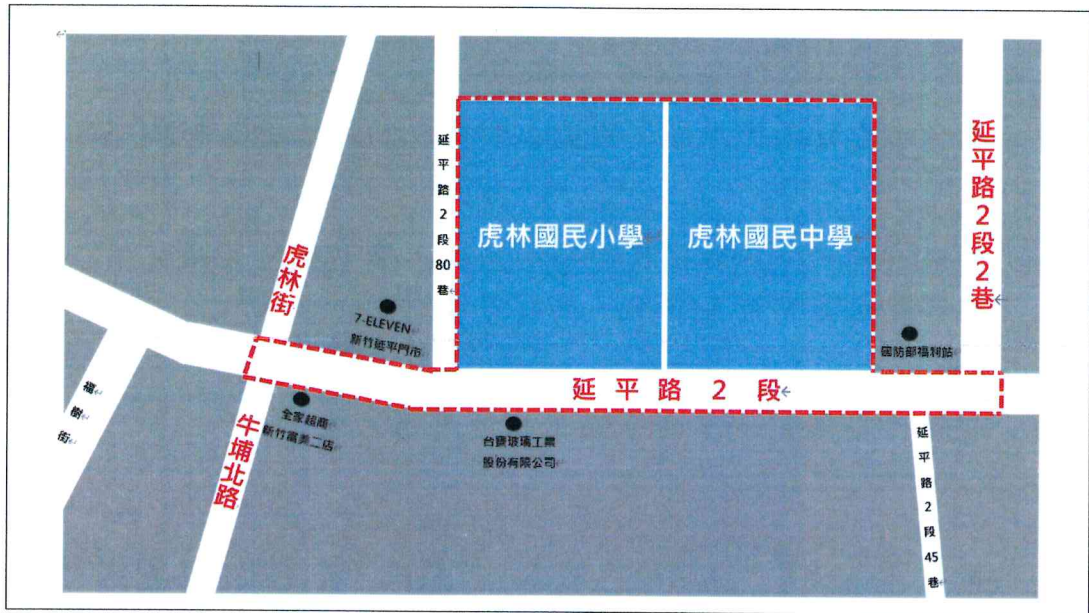 延平路2段80巷
延平路2段2巷
虎林國民小學
虎林國民中學
虎林街
7-ELEVEN
新竹延平門市
國防部福利站
福樹街
延平路2段
全家超商
新竹富美二店
牛埔北路
台寶玻璃工業
股份有限公司
延平路2段45巷